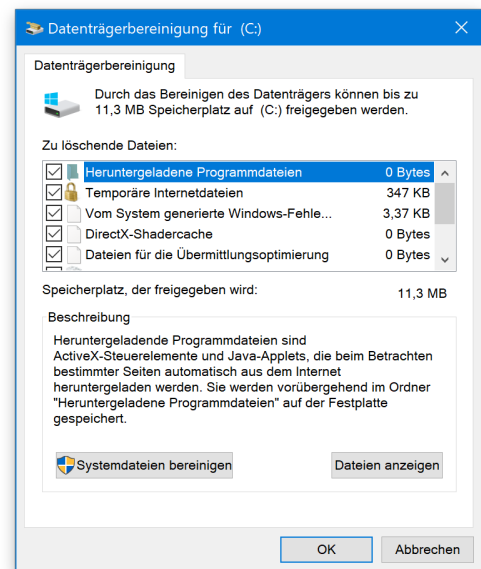 Datenträgerbereinigung für  (C:)
Datenträgerbereinigung
Durch das Bereinigen des Datenträgers können bis zu
11,3 MB Speicherplatz auf  (C:) freigegeben werden.
Zu löschende Dateien:
Heruntergeladene Programmdateien 0 Bytes
Temporäre Internetdateien 347 KB
Vom System generierte Windows-Fehle... 3,37 KB
DirectX-Shadercache 0 Bytes
Dateien für die Übermittlungsoptimierung 0 Bytes
Speicherplatz, der freigegeben wird: 11,3 MB
Beschreibung
Heruntergeladende Programmdateien sind
ActiveX-Steuerelemente und Java-Applets, die beim Betrachten
bestimmter Seiten automatisch aus dem Internet
heruntergeladen werden. Sie werden vorübergehend im Ordner
"Heruntergeladene Programmdateien" auf der Festplatte
gespeichert.
Systemdateien bereinigen Dateien anzeigen
OK Abbrechen